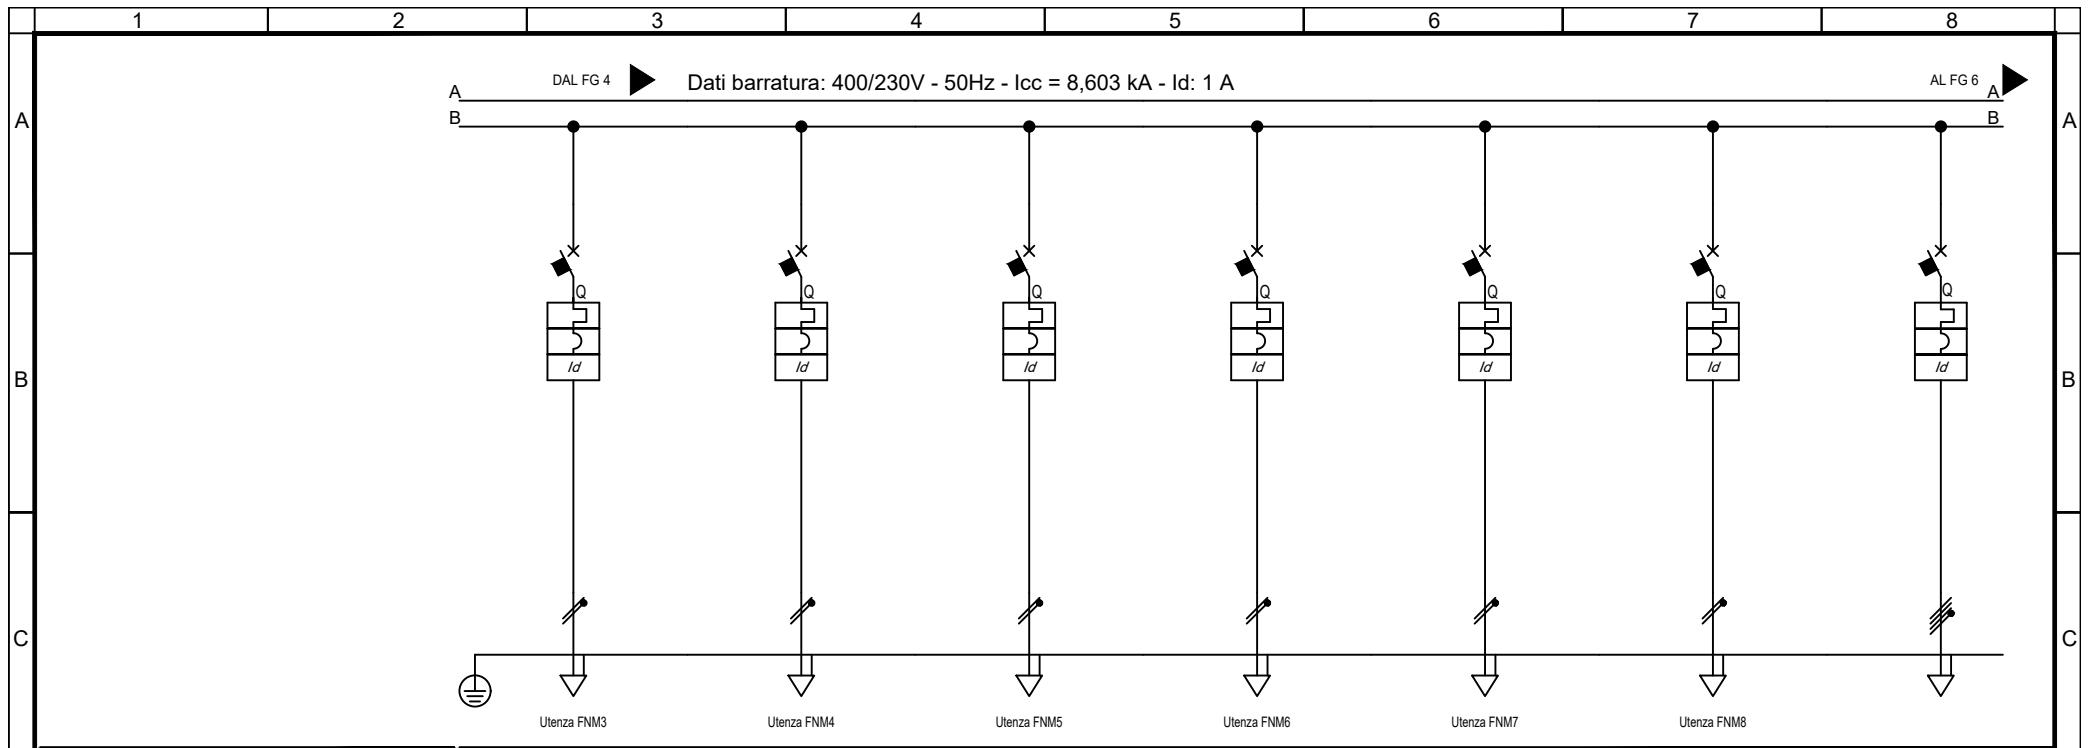 1 2 3 4 5 6 7 8
DAL FG 4 Dati barratura: 400/230V - 50Hz - Icc = 8,603 kA - Id: 1 A AL FG 6
A A
A A
B B
Q Q Q Q Q Q Q
Id Id Id Id Id Id Id
B B
C C
Utenza FNM3 Utenza FNM4 Utenza FNM5 Utenza FNM6 Utenza FNM7 Utenza FNM8